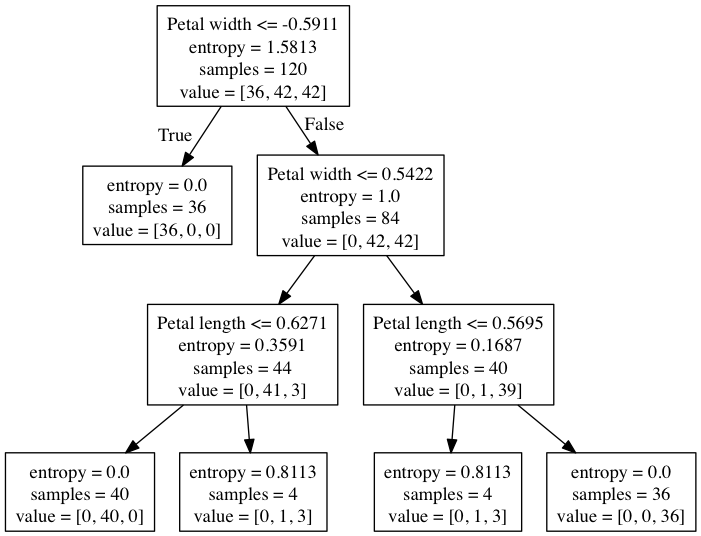 Petal width <= -0.5911
entropy = 1.5813
samples = 120
value = [36, 42, 42]
True
False
entropy = 0.0
samples = 36
value = [36, 0, 0]
Petal width <= 0.5422
entropy = 1.0
samples = 84
value = [0, 42, 42]
Petal length <= 0.6271
entropy = 0.3591
samples = 44
value = [0, 41, 3]
Petal length <= 0.5695
entropy = 0.1687
samples = 40
value = [0, 1, 39]
entropy = 0.0
samples = 40
value = [0, 40, 0]
entropy = 0.8113
samples = 4
value = [0, 1, 3]
entropy = 0.8113
samples = 4
value = [0, 1, 3]
entropy = 0.0
samples = 36
value = [0, 0, 36]